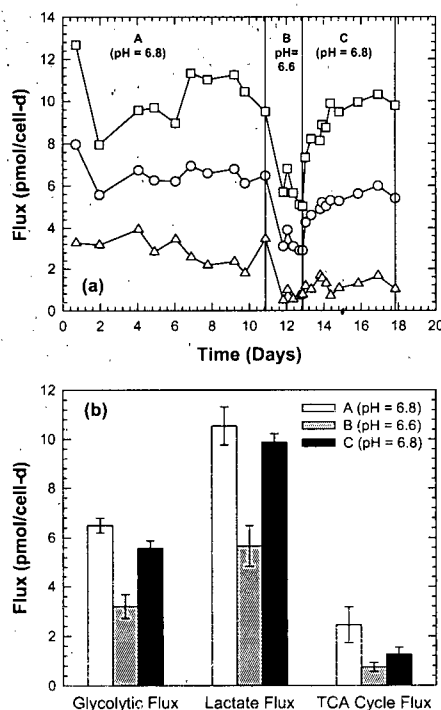 A
(pH = 6.8)
B
pH=
6.6
C
(pH = 6.8)
14
12
10
8
6
4
2
0
Flux (pmol/cell-d)
(a)
0 2 4 6 8 10 12 14 16 18 20
Time (Days)
(b)
A (pH = 6.8)
B (pH = 6.6)
C (pH = 6.8)
12
10
8
6
4
2
0
Flux (pmol/cell-d)
Glycolytic Flux Lactate Flux TCA Cycle Flux